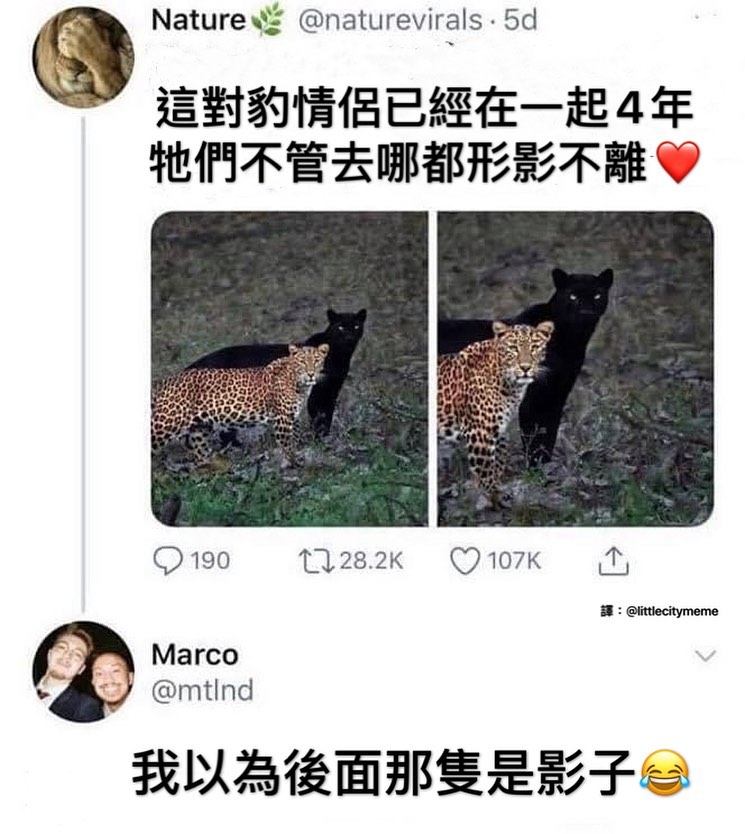 Nature🌿 @naturevirals · 5d
這對豹情侶已經在一起4年
牠們不管去哪都形影不離❤️
190 28.2K 107K
譯：@littlecitymeme
Marco
@mtlnd
我以為後面那隻是影子😂